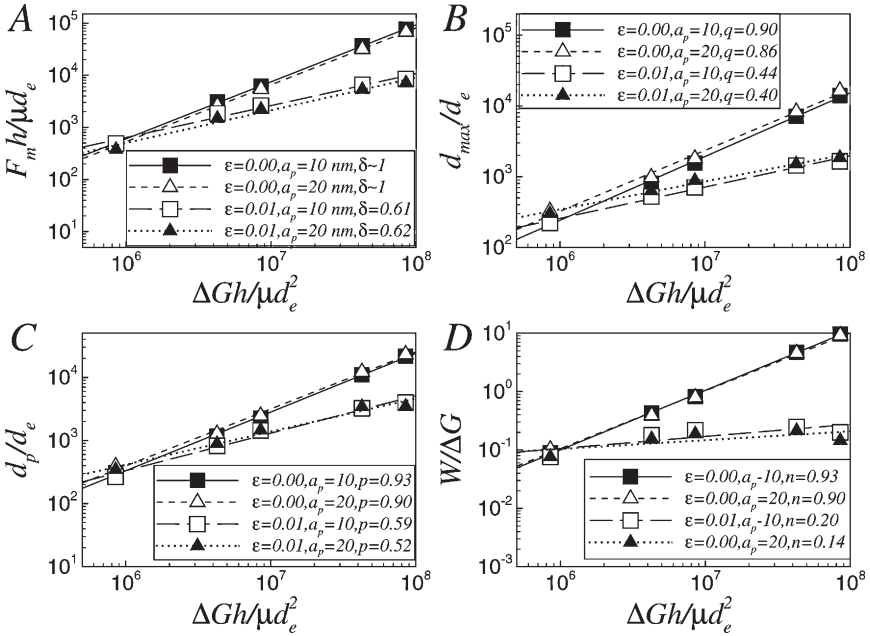 A
F_m h/μd_e
10^5
10^4
10^3
10^2
10^1
ε=0.00,a_p=10 nm,δ~1
ε=0.00,a_p=20 nm,δ~1
ε=0.01,a_p=10 nm,δ=0.61
ε=0.01,a_p=20 nm,δ=0.62
10^6 10^7 10^8
ΔGh/μd_e^2
B
d_max/d_e
10^5
10^4
10^3
10^2
ε=0.00,a_p=10,q=0.90
ε=0.00,a_p=20,q=0.86
ε=0.01,a_p=10,q=0.44
ε=0.01,a_p=20,q=0.40
10^6 10^7 10^8
ΔGh/μd_e^2
C
d_p/d_e
10^4
10^3
10^2
10^1
ε=0.00,a_p=10,p=0.93
ε=0.00,a_p=20,p=0.90
ε=0.01,a_p=10,p=0.59
ε=0.01,a_p=20,p=0.52
10^6 10^7 10^8
ΔGh/μd_e^2
D
W/ΔG
10^1
10^0
10^-1
10^-2
10^-3
ε=0.00,a_p-10,n=0.93
ε=0.00,a_p=20,n=0.90
ε=0.01,a_p-10,n=0.20
ε=0.00,a_p=20,n=0.14
10^6 10^7 10^8
ΔGh/μd_e^2